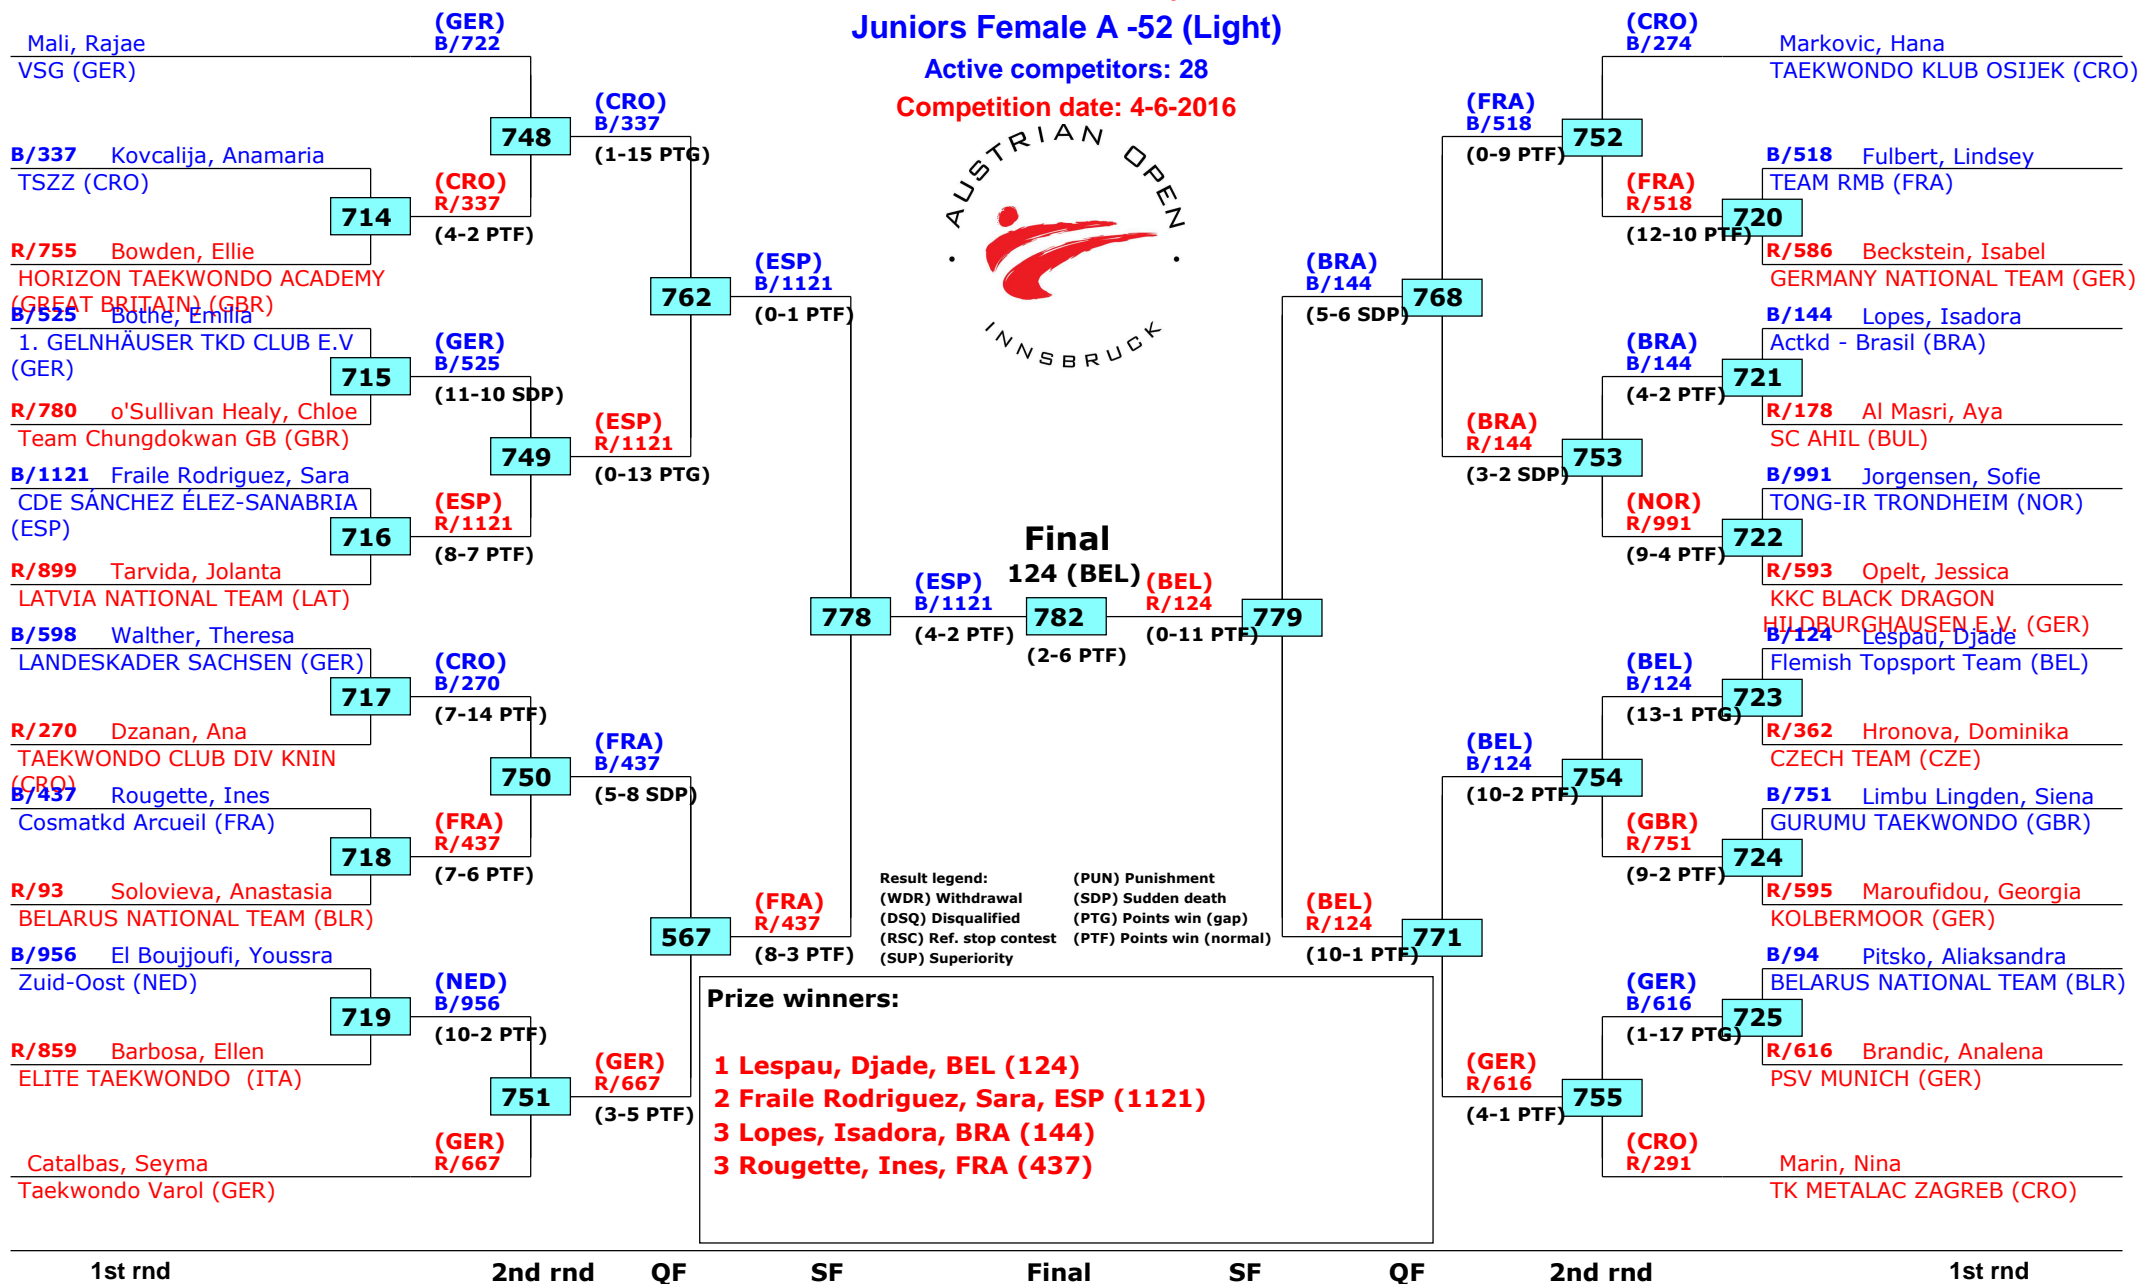 Juniors Female A -52 (Light)
Active competitors: 28
Competition date: 4-6-2016
AUSTRIAN OPEN
INNSBRUCK
Mali, Rajae
VSG (GER)
B/337 Kovcalija, Anamaria
TSZZ (CRO)
R/755 Bowden, Ellie
HORIZON TAEKWONDO ACADEMY
(GREAT BRITAIN) (GBR)
B/525 Bothe, Emilia
1. GELNHÄUSER TKD CLUB E.V
(GER)
R/780 o'Sullivan Healy, Chloe
Team Chungdokwan GB (GBR)
B/1121 Fraile Rodriguez, Sara
CDE SÁNCHEZ ÉLEZ-SANABRIA
(ESP)
R/899 Tarvida, Jolanta
LATVIA NATIONAL TEAM (LAT)
B/598 Walther, Theresa
LANDESKADER SACHSEN (GER)
R/270 Dzanan, Ana
TAEKWONDO CLUB DIV KNIN
(CRO)
B/437 Rougette, Ines
Cosmatkd Arcueil (FRA)
R/93 Solovieva, Anastasia
BELARUS NATIONAL TEAM (BLR)
B/956 El Boujjoufi, Youssra
Zuid-Oost (NED)
R/859 Barbosa, Ellen
ELITE TAEKWONDO (ITA)
Catalbas, Seyma
Taekwondo Varol (GER)
714
715
716
717
718
719
(GER)
B/722
(CRO)
R/337
(4-2 PTF)
(GER)
B/525
(11-10 SDP)
(ESP)
R/1121
(8-7 PTF)
(CRO)
B/270
(7-14 PTF)
(FRA)
R/437
(7-6 PTF)
(NED)
B/956
(10-2 PTF)
(GER)
R/667
748
749
750
751
(CRO)
B/337
(1-15 PTG)
(ESP)
R/1121
(0-13 PTG)
(FRA)
B/437
(5-8 SDP)
(GER)
R/667
(3-5 PTF)
762
567
(ESP)
B/1121
(0-1 PTF)
(FRA)
R/437
(8-3 PTF)
778
(ESP)
B/1121
(4-2 PTF)
Final
124 (BEL)
782
(2-6 PTF)
(BEL)
R/124
(0-11 PTF)
779
(BRA)
B/144
(5-6 SDP)
(BEL)
R/124
(10-1 PTF)
768
771
(FRA)
B/518
(0-9 PTF)
(BRA)
R/144
(3-2 SDP)
(BEL)
B/124
(10-2 PTF)
(GER)
R/616
(4-1 PTF)
752
753
754
755
(CRO)
B/274
(FRA)
R/518
(12-10 PTF)
(BRA)
B/144
(4-2 PTF)
(NOR)
R/991
(9-4 PTF)
(BEL)
B/124
(13-1 PTG)
(GBR)
R/751
(9-2 PTF)
(GER)
B/616
(1-17 PTG)
(CRO)
R/291
720
721
722
723
724
725
Markovic, Hana
TAEKWONDO KLUB OSIJEK (CRO)
B/518 Fulbert, Lindsey
TEAM RMB (FRA)
R/586 Beckstein, Isabel
GERMANY NATIONAL TEAM (GER)
B/144 Lopes, Isadora
Actkd - Brasil (BRA)
R/178 Al Masri, Aya
SC AHIL (BUL)
B/991 Jorgensen, Sofie
TONG-IR TRONDHEIM (NOR)
R/593 Opelt, Jessica
KKC BLACK DRAGON
HILDBURGHAUSEN E.V. (GER)
B/124 Lespau, Djade
Flemish Topsport Team (BEL)
R/362 Hronova, Dominika
CZECH TEAM (CZE)
B/751 Limbu Lingden, Siena
GURUMU TAEKWONDO (GBR)
R/595 Maroufidou, Georgia
KOLBERMOOR (GER)
B/94 Pitsko, Aliaksandra
BELARUS NATIONAL TEAM (BLR)
R/616 Brandic, Analena
PSV MUNICH (GER)
Marin, Nina
TK METALAC ZAGREB (CRO)
Result legend: (PUN) Punishment
(WDR) Withdrawal (SDP) Sudden death
(DSQ) Disqualified (PTG) Points win (gap)
(RSC) Ref. stop contest (PTF) Points win (normal)
(SUP) Superiority
Prize winners:
1 Lespau, Djade, BEL (124)
2 Fraile Rodriguez, Sara, ESP (1121)
3 Lopes, Isadora, BRA (144)
3 Rougette, Ines, FRA (437)
1st rnd 2nd rnd QF SF Final SF QF 2nd rnd 1st rnd